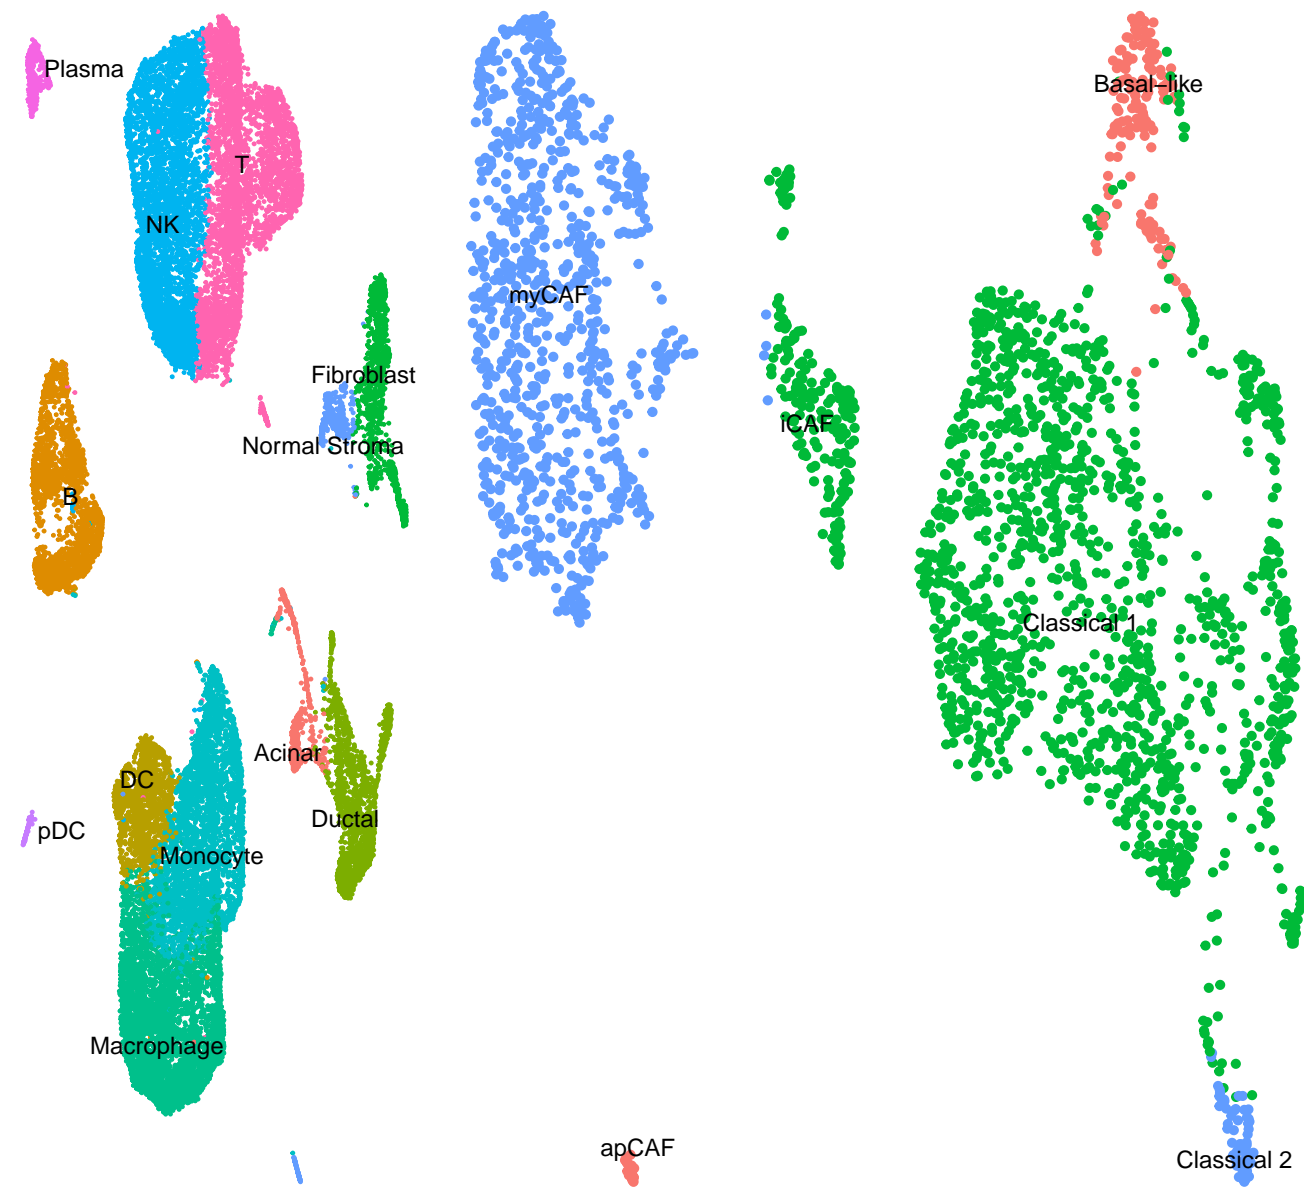 Plasma
Basal−like
T
NK
myCAF
Fibroblast
iCAF
Normal Stroma
B
Classical 1
Acinar
DC
Ductal
pDC
Monocyte
Macrophage
apCAF
Classical 2